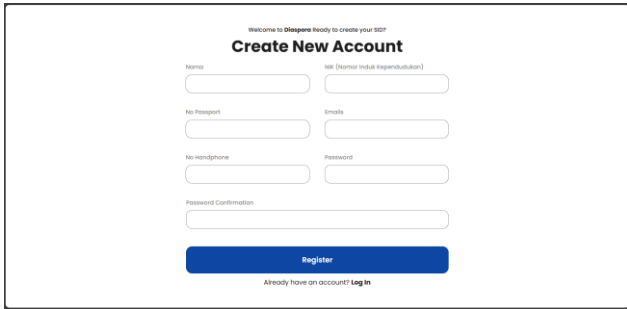 Welcome to Diaspora Ready to create your SID?
Create New Account
Nama
NIK (Nomor Induk Kependudukan)
No Passport
Emails
No Handphone
Password
Password Confirmation
Register
Already have an account? Log In